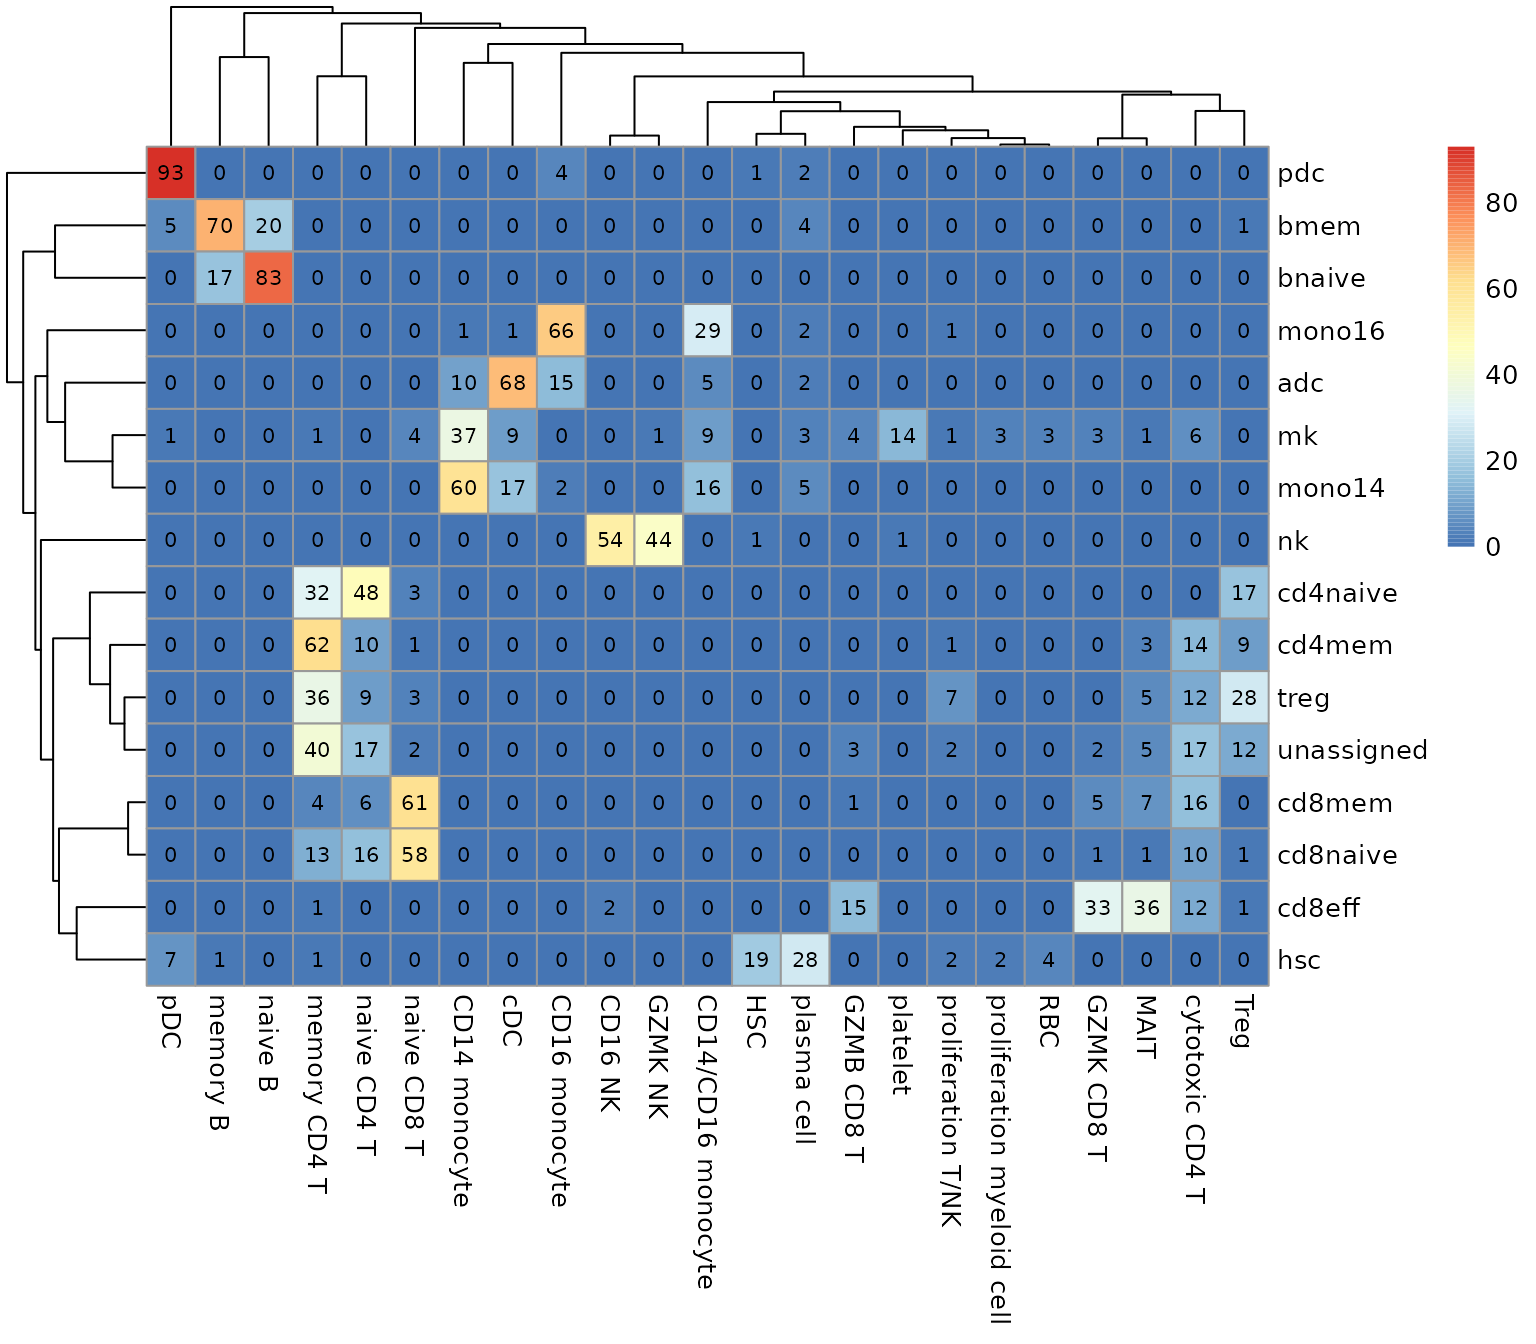 93 0 0 0 0 0 0 0 4 0 0 0 1 2 0 0 0 0 0 0 0 0 0 pdc
5 70 20 0 0 0 0 0 0 0 0 0 0 4 0 0 0 0 0 0 0 0 1 bmem
0 17 83 0 0 0 0 0 0 0 0 0 0 0 0 0 0 0 0 0 0 0 0 bnaive
0 0 0 0 0 0 1 1 66 0 0 29 0 2 0 0 1 0 0 0 0 0 0 mono16
0 0 0 0 0 0 10 68 15 0 0 5 0 2 0 0 0 0 0 0 0 0 0 adc
1 0 0 1 0 4 37 9 0 0 1 9 0 3 4 14 1 3 3 3 1 6 0 mk
0 0 0 0 0 0 60 17 2 0 0 16 0 5 0 0 0 0 0 0 0 0 0 mono14
0 0 0 0 0 0 0 0 0 54 44 0 1 0 0 1 0 0 0 0 0 0 0 nk
0 0 0 32 48 3 0 0 0 0 0 0 0 0 0 0 0 0 0 0 0 0 17 cd4naive
0 0 0 62 10 1 0 0 0 0 0 0 0 0 0 0 1 0 0 0 3 14 9 cd4mem
0 0 0 36 9 3 0 0 0 0 0 0 0 0 0 0 7 0 0 0 5 12 28 treg
0 0 0 40 17 2 0 0 0 0 0 0 0 0 3 0 2 0 0 2 5 17 12 unassigned
0 0 0 4 6 61 0 0 0 0 0 0 0 0 1 0 0 0 0 5 7 16 0 cd8mem
0 0 0 13 16 58 0 0 0 0 0 0 0 0 0 0 0 0 0 1 1 10 1 cd8naive
0 0 0 1 0 0 0 0 0 2 0 0 0 0 15 0 0 0 0 33 36 12 1 cd8eff
7 1 0 1 0 0 0 0 0 0 0 0 19 28 0 0 2 2 4 0 0 0 0 hsc
pDC
memory B
naive B
memory CD4 T
naive CD4 T
naive CD8 T
CD14 monocyte
cDC
CD16 monocyte
CD16 NK
GZMK NK
CD14/CD16 monocyte
HSC
plasma cell
GZMB CD8 T
platelet
proliferation T/NK
proliferation myeloid cell
RBC
GZMK CD8 T
MAIT
cytotoxic CD4 T
Treg
80
60
40
20
0